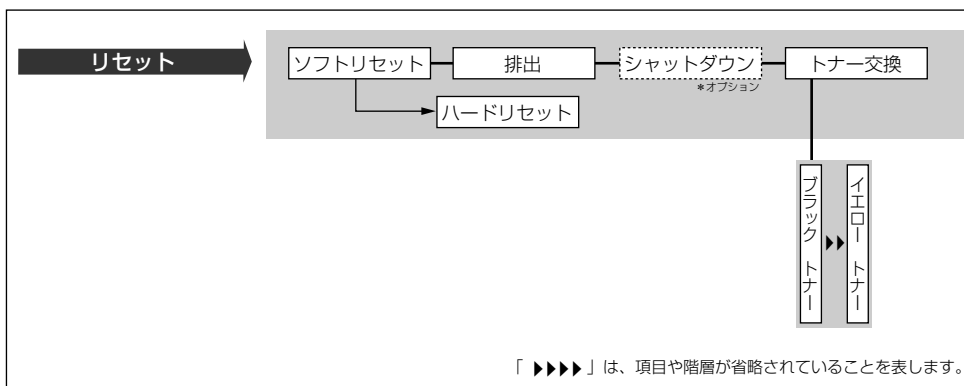 リセット
ソフトリセット
排出
シャットダウン
トナー交換
＊オプション
ハードリセット
ブラック トナー
イエロー トナー
「 ▶▶▶▶ 」は、項目や階層が省略されていることを表します。